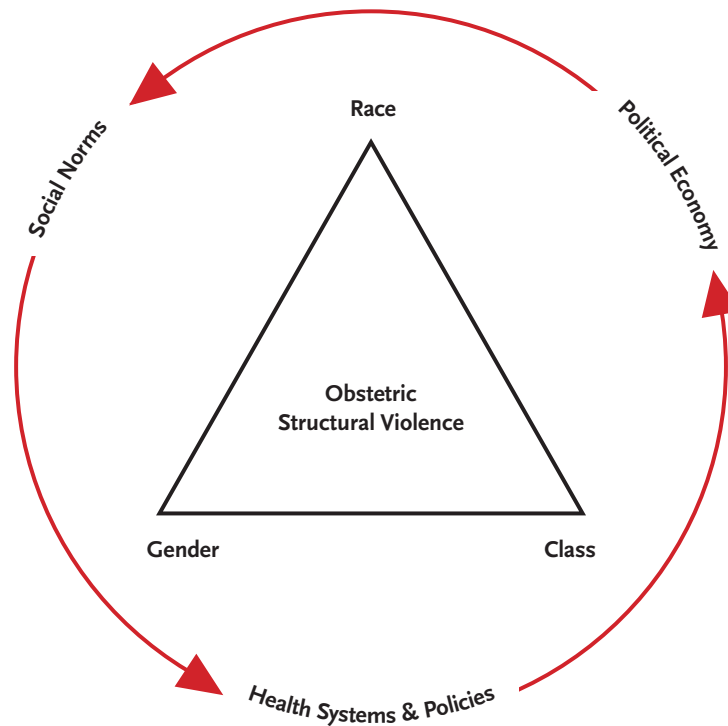 Race
Political Economy
Social Norms
Obstetric
Structural Violence
Gender
Class
Health Systems & Policies